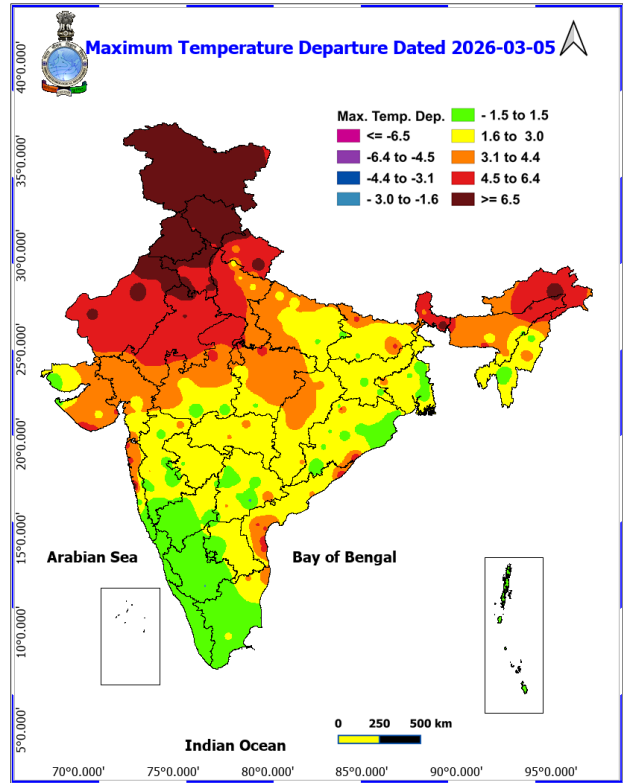 Maximum Temperature Departure Dated 2026-03-05
Max. Temp. Dep.
<= -6.5
-6.4 to -4.5
-4.4 to -3.1
- 3.0 to -1.6
- 1.5 to 1.5
1.6 to 3.0
3.1 to 4.4
4.5 to 6.4
>= 6.5
40°0.000'
35°0.000'
30°0.000'
25°0.000'
20°0.000'
15°0.000'
10°0.000'
5°0.000'
Arabian Sea
Bay of Bengal
Indian Ocean
0 250 500 km
70°0.000' 75°0.000' 80°0.000' 85°0.000' 90°0.000' 95°0.000'